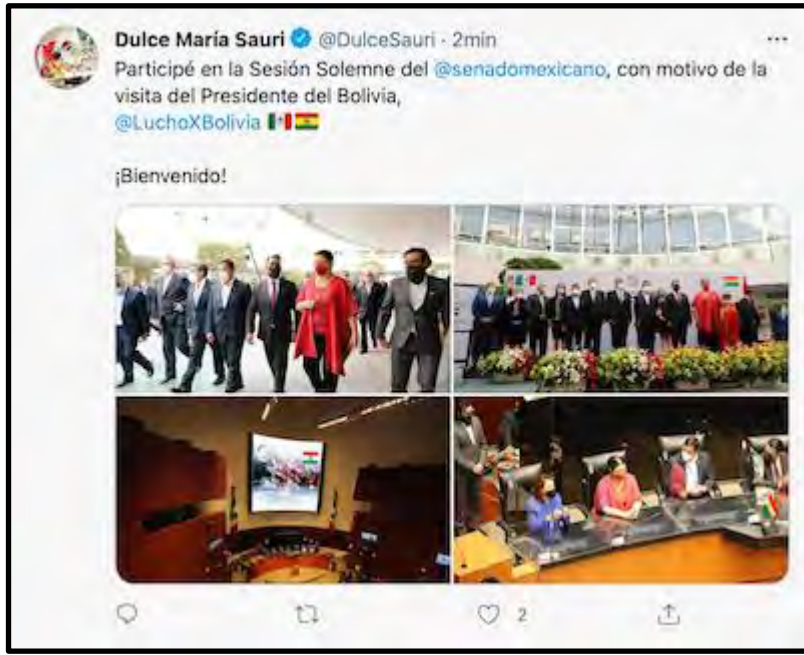 Dulce María Sauri @DulceSauri · 2min
Participé en la Sesión Solemne del @senadomexicano, con motivo de la
visita del Presidente del Bolivia,
@LuchoXBolivia
¡Bienvenido!
2